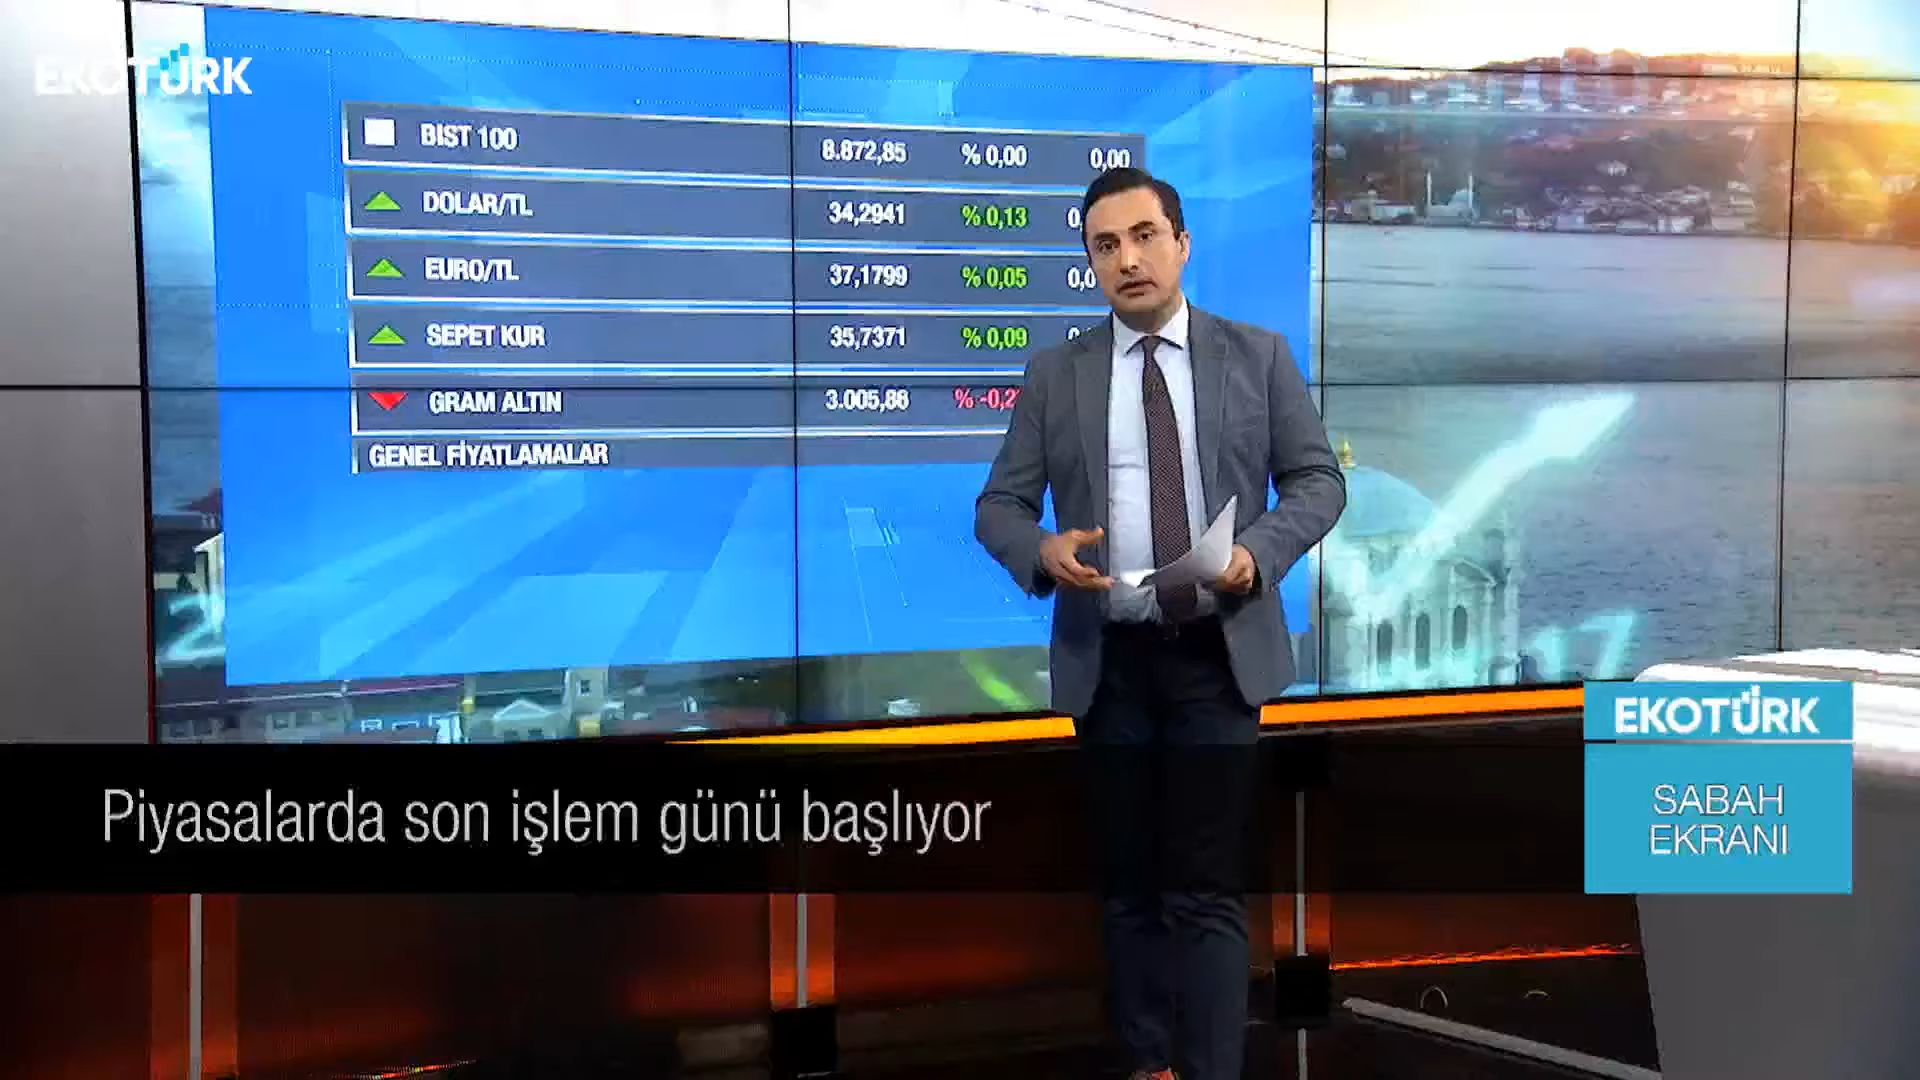 EKOTÜRK
BIST 100 8.872,85 % 0,00 0,00
DOLAR/TL 34,2941 % 0,13
EURO/TL 37,1799 % 0,05
SEPET KUR 35,7371 % 0,09
GRAM ALTIN 3.005,86
GENEL FİYATLAMALAR
17
EKOTÜRK
SABAH
EKRANI
Piyasalarda son işlem günü başlıyor